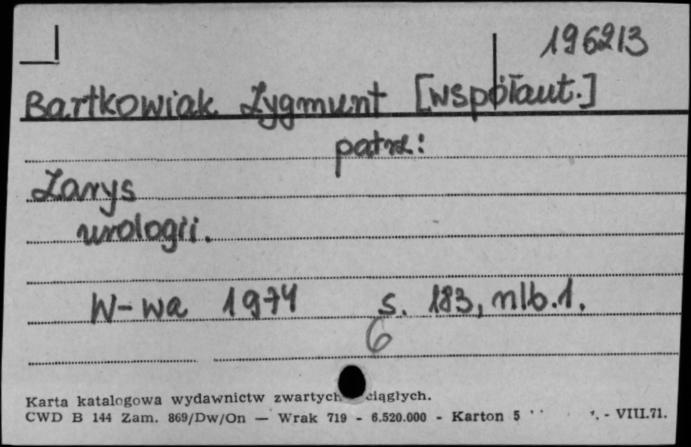 196213
Bartkowiak Zygmunt [współaut.]
patrz:
Zarys
urologii.
W-wa 1974 s. 183, nlb. 1.
6
Karta katalogowa wydawnictw zwartych ciągłych.
CWD B 144 Zam. 869/Dw/On — Wrak 719 - 6.520.000 - Karton 5 - VIII.71.